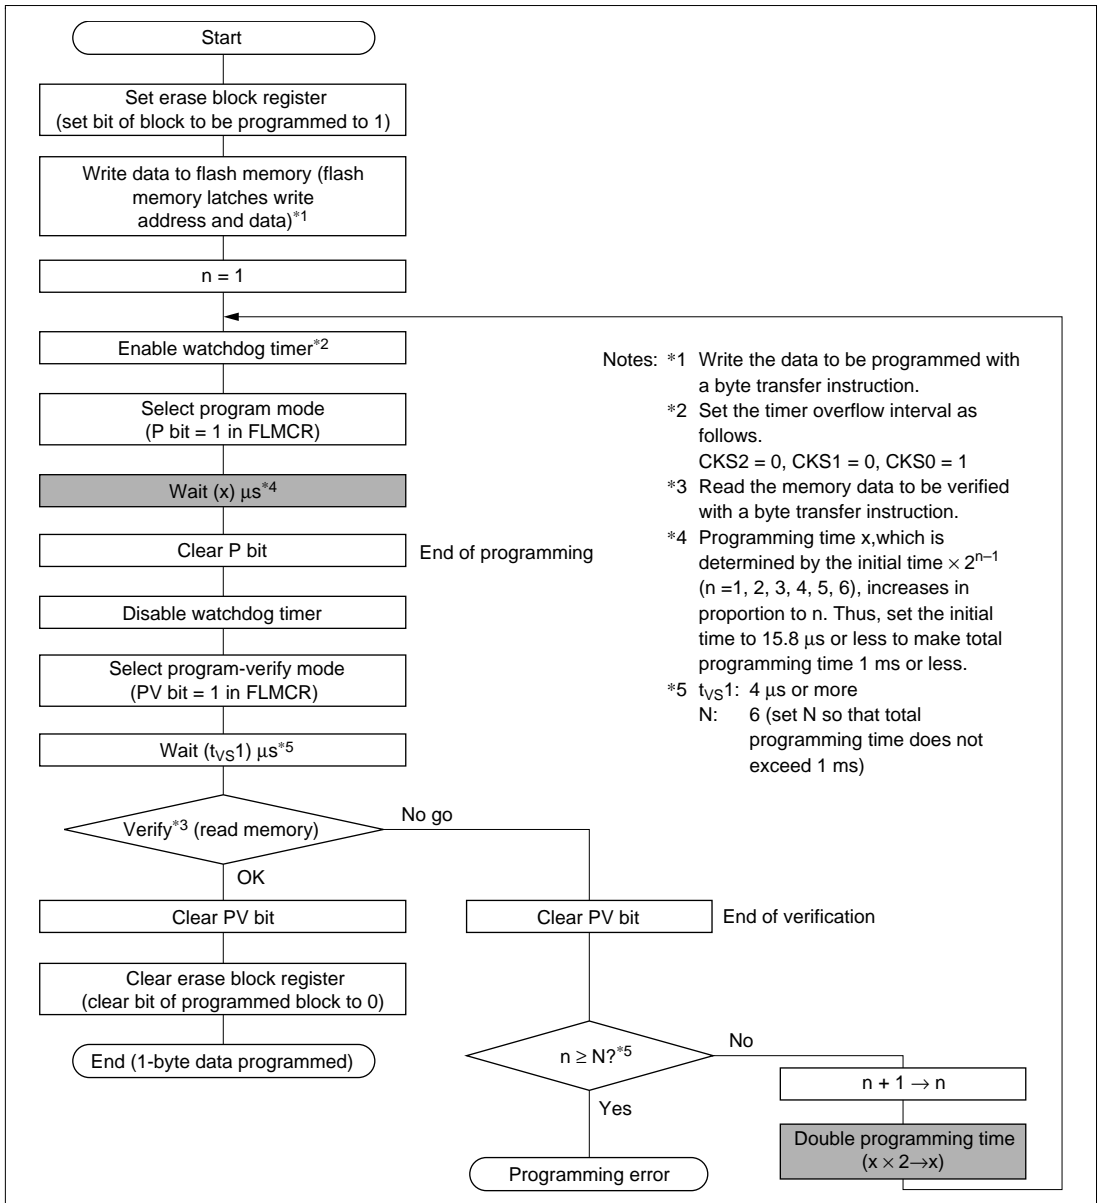 Start
Set erase block register
(set bit of block to be programmed to 1)
Write data to flash memory (flash
memory latches write
address and data)*1
n = 1
Enable watchdog timer*2
Select program mode
(P bit = 1 in FLMCR)
Wait (x) μs*4
Clear P bit
End of programming
Disable watchdog timer
Select program-verify mode
(PV bit = 1 in FLMCR)
Wait (tVS1) μs*5
Verify*3 (read memory)
No go
OK
Clear PV bit
Clear erase block register
(clear bit of programmed block to 0)
End (1-byte data programmed)
Clear PV bit
End of verification
n ≥ N?*5
No
Yes
n + 1 → n
Double programming time
(x × 2→x)
Programming error
Notes: *1 Write the data to be programmed with
a byte transfer instruction.
*2 Set the timer overflow interval as
follows.
CKS2 = 0, CKS1 = 0, CKS0 = 1
*3 Read the memory data to be verified
with a byte transfer instruction.
*4 Programming time x,which is
determined by the initial time × 2n–1
(n =1, 2, 3, 4, 5, 6), increases in
proportion to n. Thus, set the initial
time to 15.8 μs or less to make total
programming time 1 ms or less.
*5 tVS1: 4 μs or more
N: 6 (set N so that total
programming time does not
exceed 1 ms)